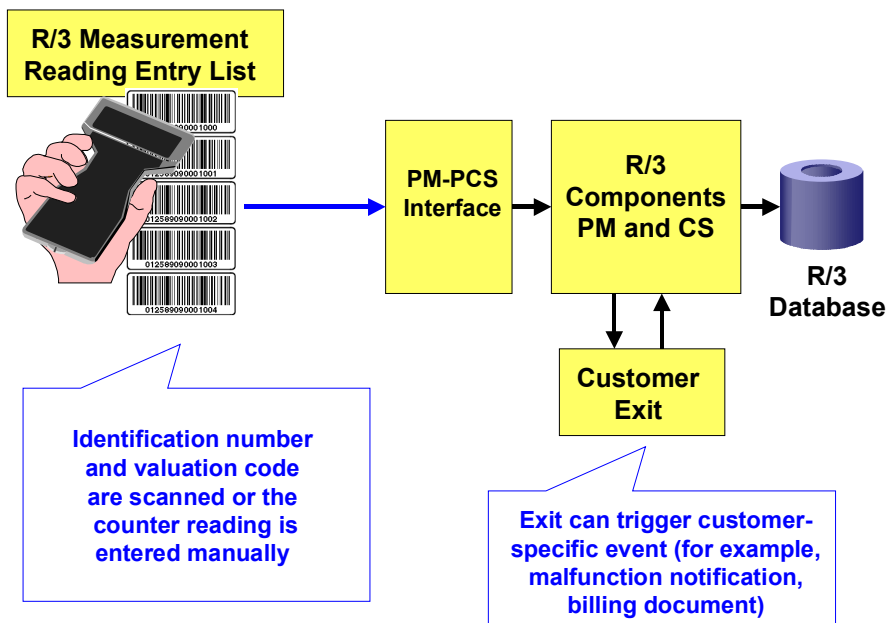 R/3 Measurement
Reading Entry List
012589090001001
012589090001002
012589090001003
012589090001004
PM-PCS
Interface
R/3
Components
PM and CS
R/3
Database
Customer
Exit
Identification number
and valuation code
are scanned or the
counter reading is
entered manually
Exit can trigger customer-
specific event (for example,
malfunction notification,
billing document)